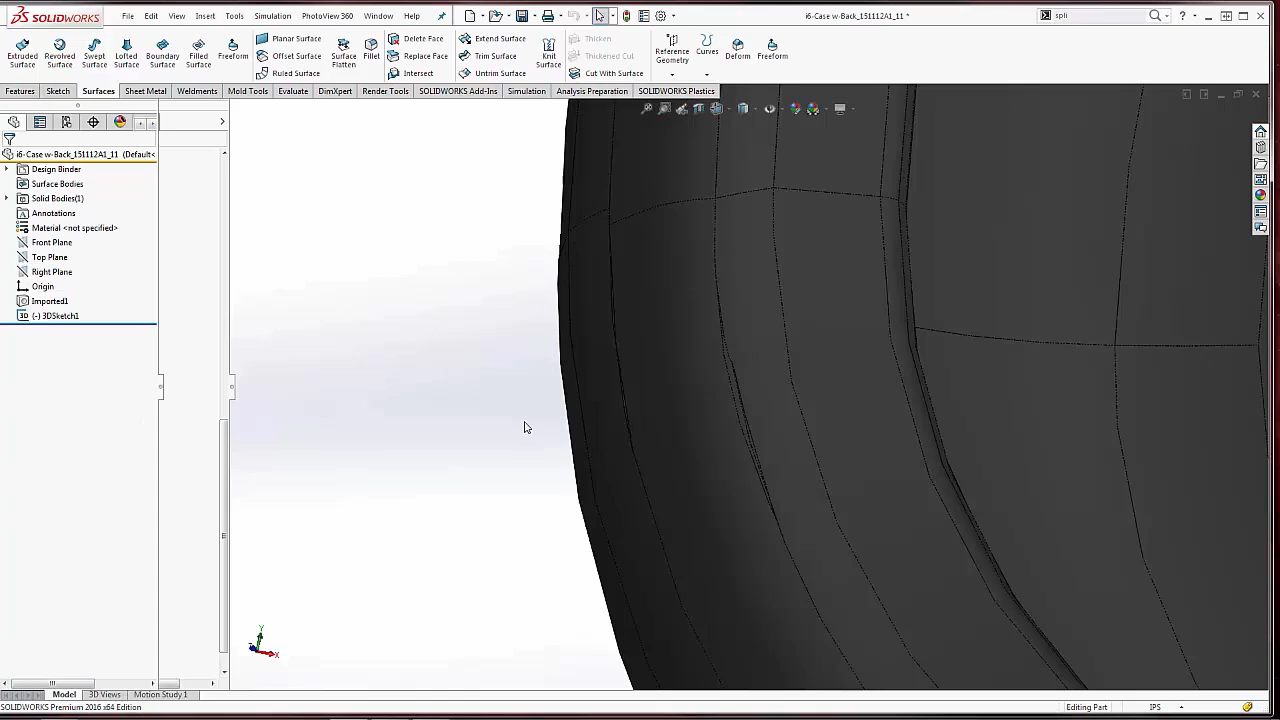 SOLIDWORKS
File Edit View Insert Tools Simulation PhotoView 360 Window Help
i6-Case w-Back_151112A1_11 *
spli
Extruded Surface
Revolved Surface
Swept Surface
Lofted Surface
Boundary Surface
Filled Surface
Freeform
Planar Surface
Offset Surface
Ruled Surface
Surface Flatten
Fillet
Delete Face
Replace Face
Intersect
Extend Surface
Trim Surface
Untrim Surface
Knit Surface
Thicken
Thickened Cut
Cut With Surface
Reference Geometry
Curves
Deform
Freeform
Features Sketch Surfaces Sheet Metal Weldments Mold Tools Evaluate DimXpert Render Tools SOLIDWORKS Add-Ins Simulation Analysis Preparation SOLIDWORKS Plastics
i6-Case w-Back_151112A1_11 (Default<
Design Binder
Surface Bodies
Solid Bodies(1)
Annotations
Material <not specified>
Front Plane
Top Plane
Right Plane
Origin
Imported1
(-) 3DSketch1
Y
Z
X
Model 3D Views Motion Study 1
SOLIDWORKS Premium 2016 x64 Edition
Editing Part
IPS